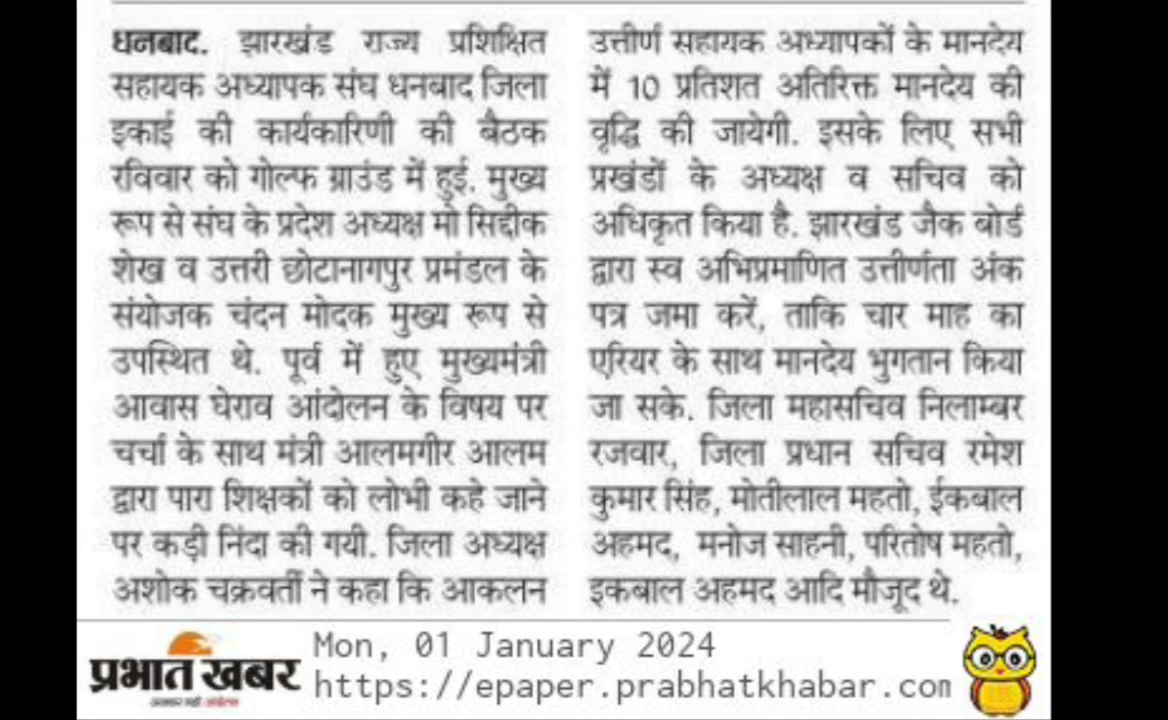 धनबाद. झारखंड राज्य प्रशिक्षित
सहायक अध्यापक संघ धनबाद जिला
इकाई की कार्यकारिणी की बैठक
रविवार को गोल्फ ग्राउंड में हुई. मुख्य
रूप से संघ के प्रदेश अध्यक्ष मो सिद्दीक
शेख व उत्तरी छोटानागपुर प्रमंडल के
संयोजक चंदन मोदक मुख्य रूप से
उपस्थित थे. पूर्व में हुए मुख्यमंत्री
आवास घेराव आंदोलन के विषय पर
चर्चा के साथ मंत्री आलमगीर आलम
द्वारा पारा शिक्षकों को लोभी कहे जाने
पर कड़ी निंदा की गयी. जिला अध्यक्ष
अशोक चक्रवर्ती ने कहा कि आकलन
उत्तीर्ण सहायक अध्यापकों के मानदेय
में 10 प्रतिशत अतिरिक्त मानदेय की
वृद्धि की जायेगी. इसके लिए सभी
प्रखंडों के अध्यक्ष व सचिव को
अधिकृत किया है. झारखंड जैक बोर्ड
द्वारा स्व अभिप्रमाणित उत्तीर्णता अंक
पत्र जमा करें, ताकि चार माह का
एरियर के साथ मानदेय भुगतान किया
जा सके. जिला महासचिव निलाम्बर
रजवार, जिला प्रधान सचिव रमेश
कुमार सिंह, मोतीलाल महतो, ईकबाल
अहमद, मनोज साहनी, परितोष महतो,
इकबाल अहमद आदि मौजूद थे.
प्रभात खबर
Mon, 01 January 2024
https://epaper.prabhatkhabar.com